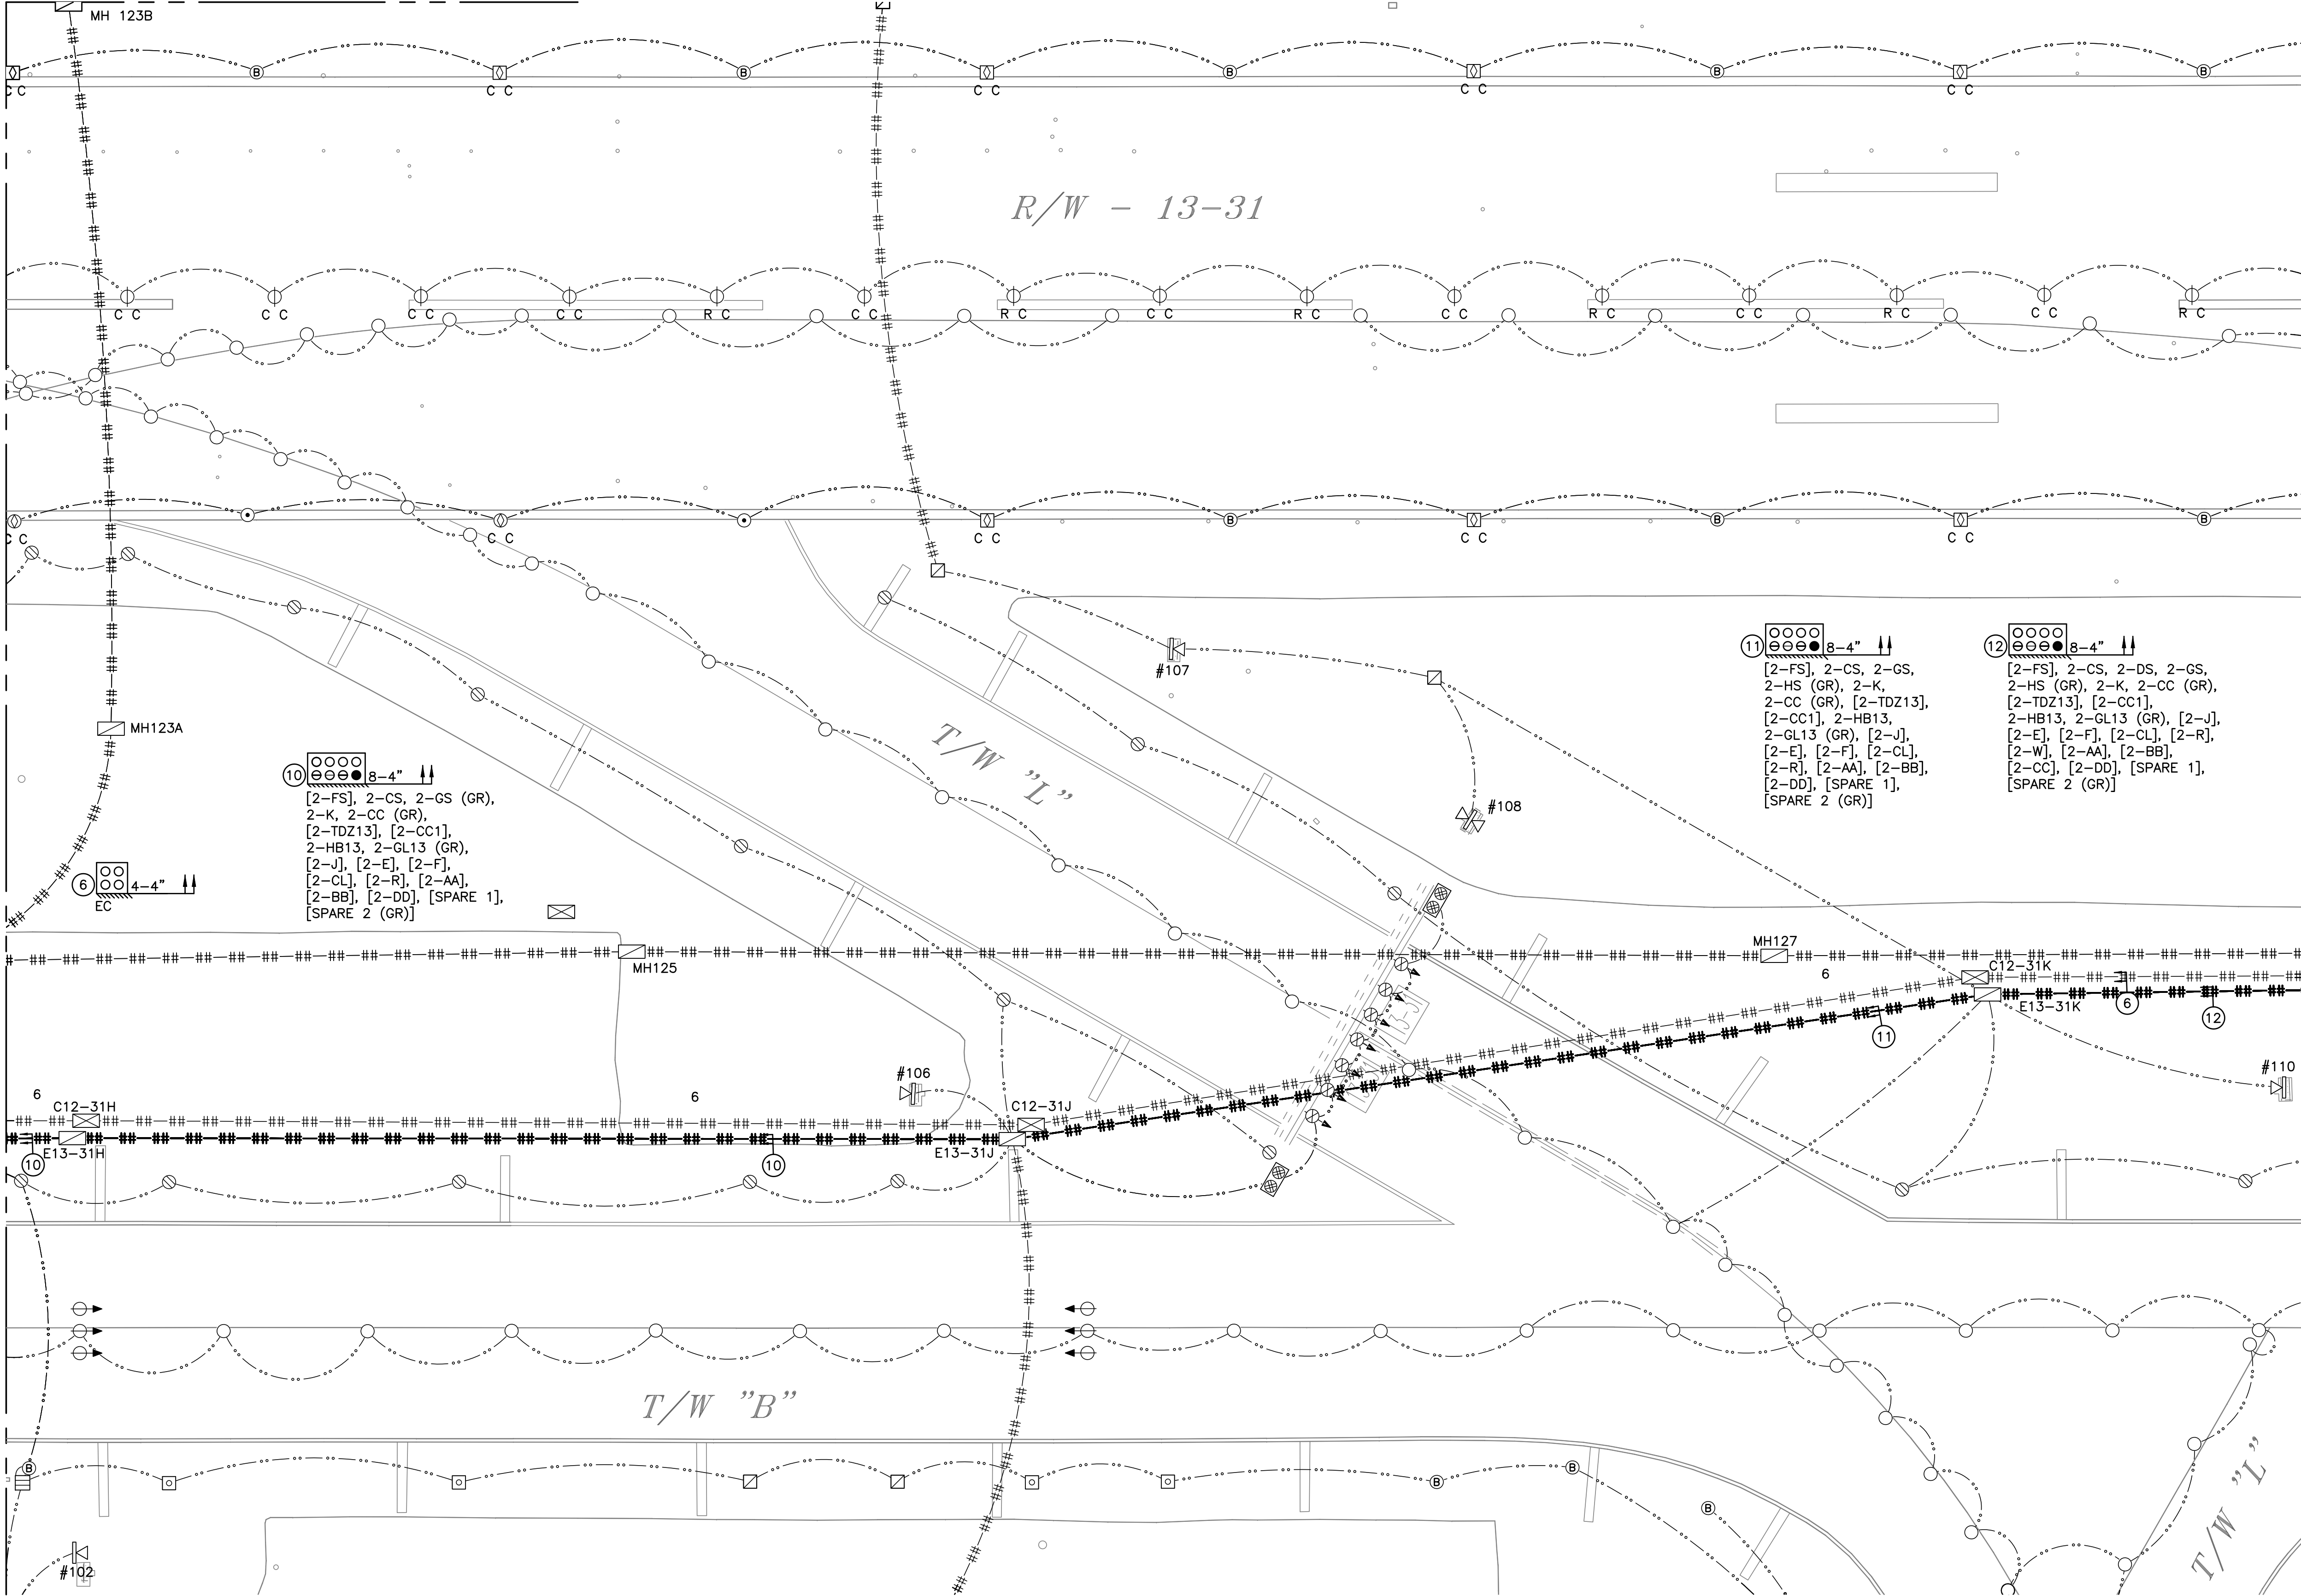 MH 123B
C C
C C
C C
C C
C C
R/W - 13-31
C C
C C
C C
C C
R C
C C
R C
C C
R C
C C
R C
C C
R C
C C
R C
C C
C C
C C
C C
C C
#107
MH123A
T/W "L"
#108
10
8-4"
[2-FS], 2-CS, 2-GS (GR),
2-K, 2-CC (GR),
[2-TDZ13], [2-CC1],
2-HB13, 2-GL13 (GR),
[2-J], [2-E], [2-F],
[2-CL], [2-R], [2-AA],
[2-BB], [2-DD], [SPARE 1],
[SPARE 2 (GR)]
11
8-4"
[2-FS], 2-CS, 2-GS,
2-HS (GR), 2-K,
2-CC (GR), [2-TDZ13],
[2-CC1], 2-HB13,
2-GL13 (GR), [2-J],
[2-E], [2-F], [2-CL],
[2-R], [2-AA], [2-BB],
[2-DD], [SPARE 1],
[SPARE 2 (GR)]
12
8-4"
[2-FS], 2-CS, 2-DS, 2-GS,
2-HS (GR), 2-K, 2-CC (GR),
[2-TDZ13], [2-CC1],
2-HB13, 2-GL13 (GR), [2-J],
[2-E], [2-F], [2-CL], [2-R],
[2-W], [2-AA], [2-BB],
[2-CC], [2-DD], [SPARE 1],
[SPARE 2 (GR)]
6
4-4"
EC
MH125
MH127
6
C12-31K
E13-31K
6
12
11
#110
#106
6
6
C12-31H
E13-31H
10
10
C12-31J
E13-31J
T/W "B"
T/W "L"
#102
B
B
B
B
B
B
B
B
B
B
B
B